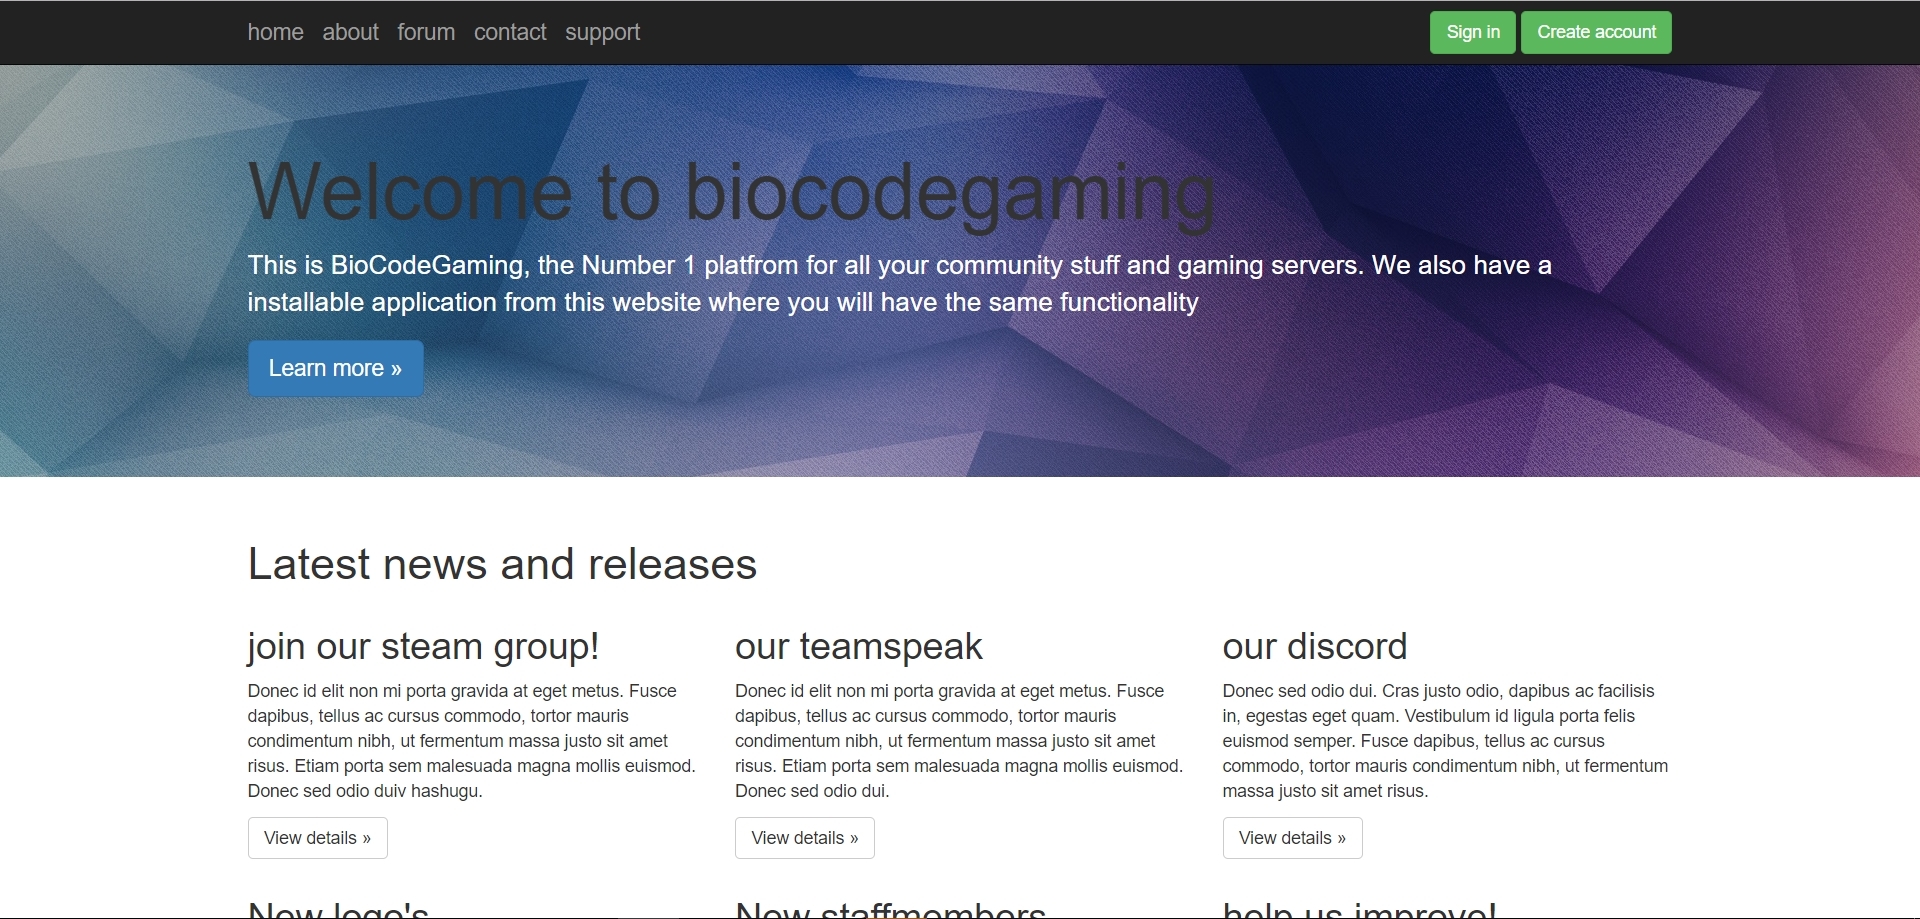 home about forum contact support Sign in Create account
Welcome to biocodegaming
This is BioCodeGaming, the Number 1 platfrom for all your community stuff and gaming servers. We also have a
installable application from this website where you will have the same functionality
Learn more »
Latest news and releases
join our steam group!
Donec id elit non mi porta gravida at eget metus. Fusce
dapibus, tellus ac cursus commodo, tortor mauris
condimentum nibh, ut fermentum massa justo sit amet
risus. Etiam porta sem malesuada magna mollis euismod.
Donec sed odio duiv hashugu.
View details »
our teamspeak
Donec id elit non mi porta gravida at eget metus. Fusce
dapibus, tellus ac cursus commodo, tortor mauris
condimentum nibh, ut fermentum massa justo sit amet
risus. Etiam porta sem malesuada magna mollis euismod.
Donec sed odio dui.
View details »
our discord
Donec sed odio dui. Cras justo odio, dapibus ac facilisis
in, egestas eget quam. Vestibulum id ligula porta felis
euismod semper. Fusce dapibus, tellus ac cursus
commodo, tortor mauris condimentum nibh, ut fermentum
massa justo sit amet risus.
View details »
New logo's
New staffmembers
help us improve!